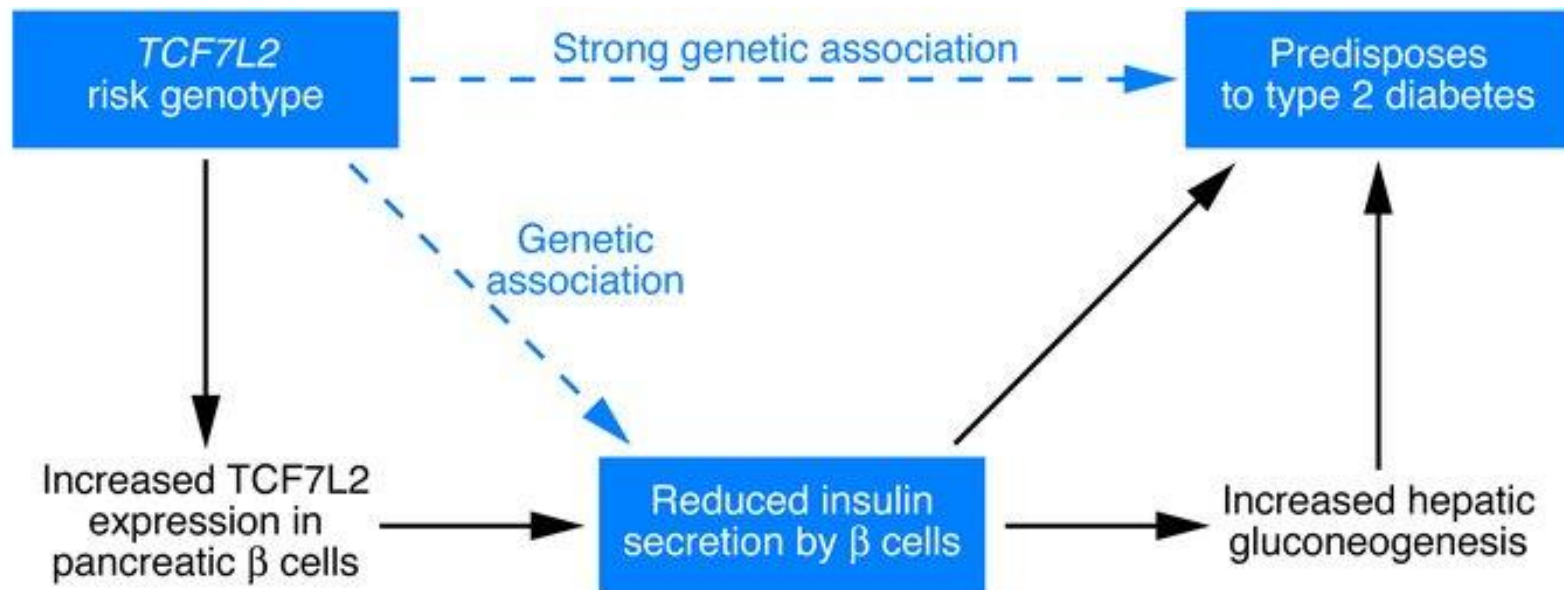 TCF7L2
risk genotype
Strong genetic association
Predisposes
to type 2 diabetes
Genetic
association
Increased TCF7L2
expression in
pancreatic β cells
Reduced insulin
secretion by β cells
Increased hepatic
gluconeogenesis